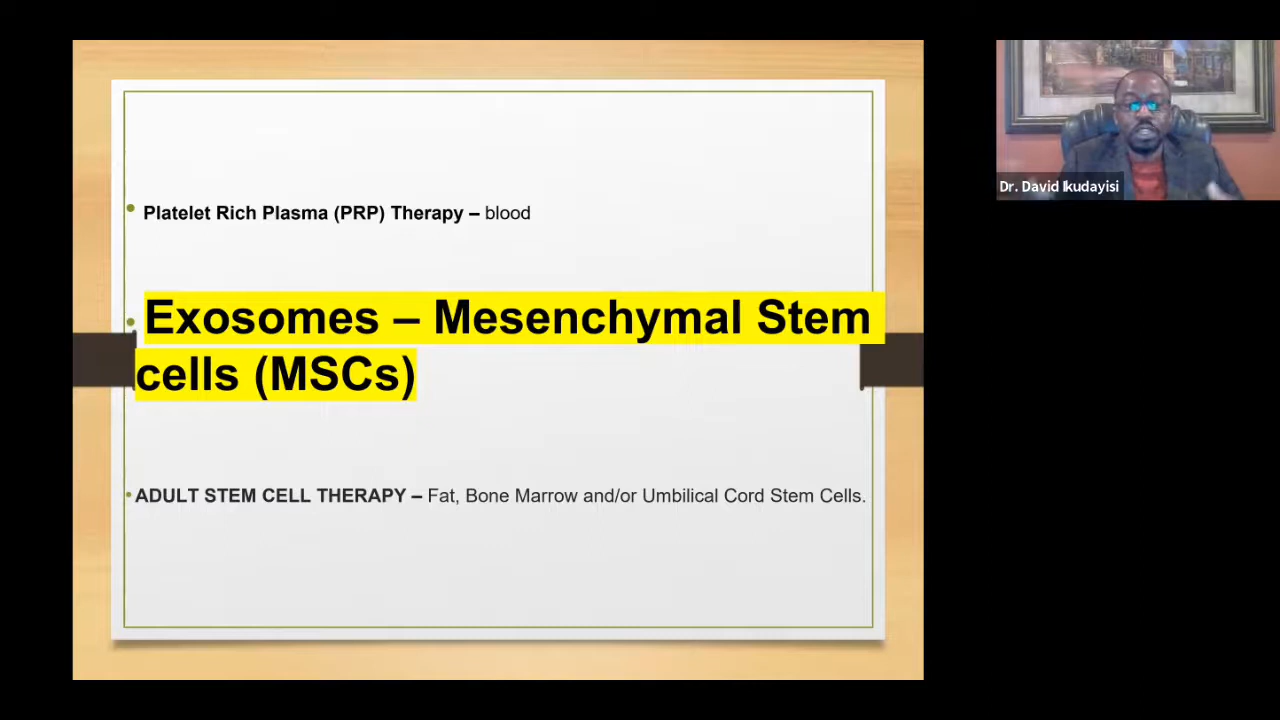 • Platelet Rich Plasma (PRP) Therapy – blood
• Exosomes – Mesenchymal Stem
cells (MSCs)
• ADULT STEM CELL THERAPY – Fat, Bone Marrow and/or Umbilical Cord Stem Cells.
Dr. David Ikudayisi